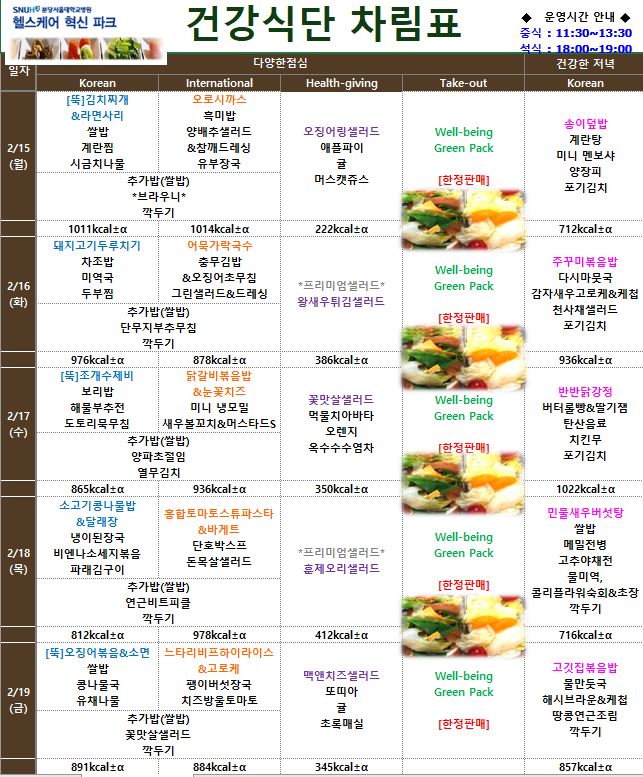 SNUH 분당서울대학교병원
헬스케어 혁신 파크
건강식단 차림표
◆ 운영시간 안내 ◆
중식 : 11:30~13:30
석식 : 18:00~19:00
일자
다양한점심
건강한 저녁
Korean
International
Health-giving
Take-out
Korean
2/15
(월)
[뚝]김치찌개
&라면사리
쌀밥
계란찜
시금치나물
오로시까스
흑미밥
양배추샐러드
&참깨드레싱
유부장국
추가밥(쌀밥)
*브라우니*
깍두기
오징어링샐러드
애플파이
귤
머스캣쥬스
Well-being
Green Pack
[한정판매]
송이덮밥
계란탕
미니 멘보샤
양장피
포기김치
1011kcal±α
1014kcal±α
222kcal±α
712kcal±α
2/16
(화)
돼지고기두루치기
차조밥
미역국
두부찜
어묵가락국수
충무김밥
&오징어초무침
그린샐러드&드레싱
추가밥(쌀밥)
단무지부추무침
깍두기
*프리미엄샐러드*
왕새우튀김샐러드
Well-being
Green Pack
[한정판매]
주꾸미볶음밥
다시마뭇국
감자새우고로케&케찹
천사채샐러드
포기김치
976kcal±α
878kcal±α
386kcal±α
936kcal±α
2/17
(수)
[뚝]조개수제비
보리밥
해물부추전
도토리묵무침
닭갈비볶음밥
&눈꽃치즈
미니 냉모밀
새우볼꼬치&머스타드S
추가밥(쌀밥)
양파초절임
열무김치
꽃맛살샐러드
먹물치아바타
오렌지
옥수수수염차
Well-being
Green Pack
[한정판매]
반반닭강정
버터롤빵&딸기잼
탄산음료
치킨무
포기김치
865kcal±α
936kcal±α
350kcal±α
1022kcal±α
2/18
(목)
소고기콩나물밥
&달래장
냉이된장국
비엔나소세지볶음
파래김구이
홍합토마토스튜파스타
&바게트
단호박스프
돈목살샐러드
추가밥(쌀밥)
연근비트피클
깍두기
*프리미엄샐러드*
훈제오리샐러드
Well-being
Green Pack
[한정판매]
민물새우버섯탕
쌀밥
메밀전병
고추야채전
물미역,
콜리플라워숙회&초장
깍두기
812kcal±α
978kcal±α
412kcal±α
716kcal±α
2/19
(금)
[뚝]오징어볶음&소면
쌀밥
콩나물국
유채나물
느타리비프하이라이스
&고로케
팽이버섯장국
치즈방울토마토
추가밥(쌀밥)
꽃맛살샐러드
깍두기
맥앤치즈샐러드
또띠아
귤
초록매실
Well-being
Green Pack
[한정판매]
고깃집볶음밥
물만둣국
해시브라운&케찹
땅콩연근조림
깍두기
891kcal±α
884kcal±α
345kcal±α
857kcal±α